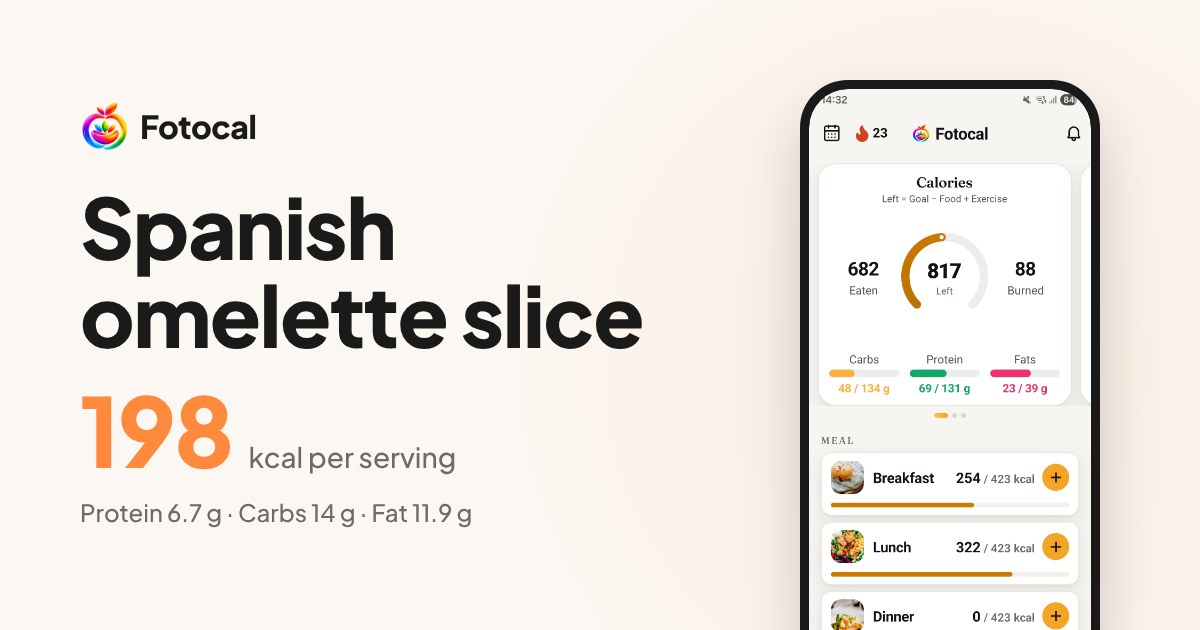 Fotocal
Spanish
omelette slice
198 kcal per serving
Protein 6.7 g · Carbs 14 g · Fat 11.9 g
14:32 84
23 Fotocal
Calories
Left = Goal − Food + Exercise
682 817 88
Eaten Left Burned
Carbs Protein Fats
48 / 134 g 69 / 131 g 23 / 39 g
MEAL
Breakfast 254 / 423 kcal +
Lunch 322 / 423 kcal +
Dinner 0 / 423 kcal +